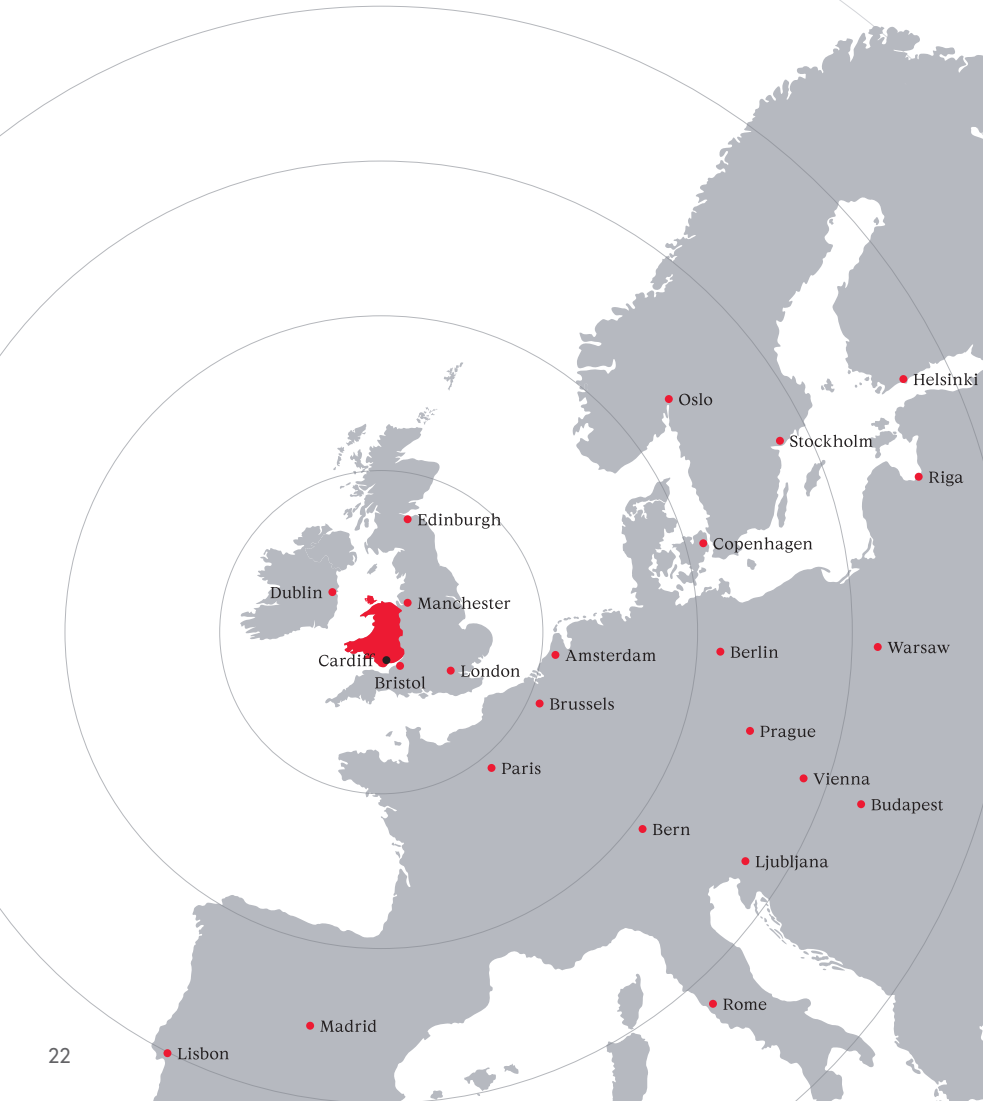 Helsinki
Oslo
Stockholm
Riga
Edinburgh
Copenhagen
Dublin
Manchester
Cardiff
Bristol
London
Amsterdam
Berlin
Warsaw
Brussels
Prague
Paris
Vienna
Budapest
Bern
Ljubljana
Rome
Madrid
Lisbon
22